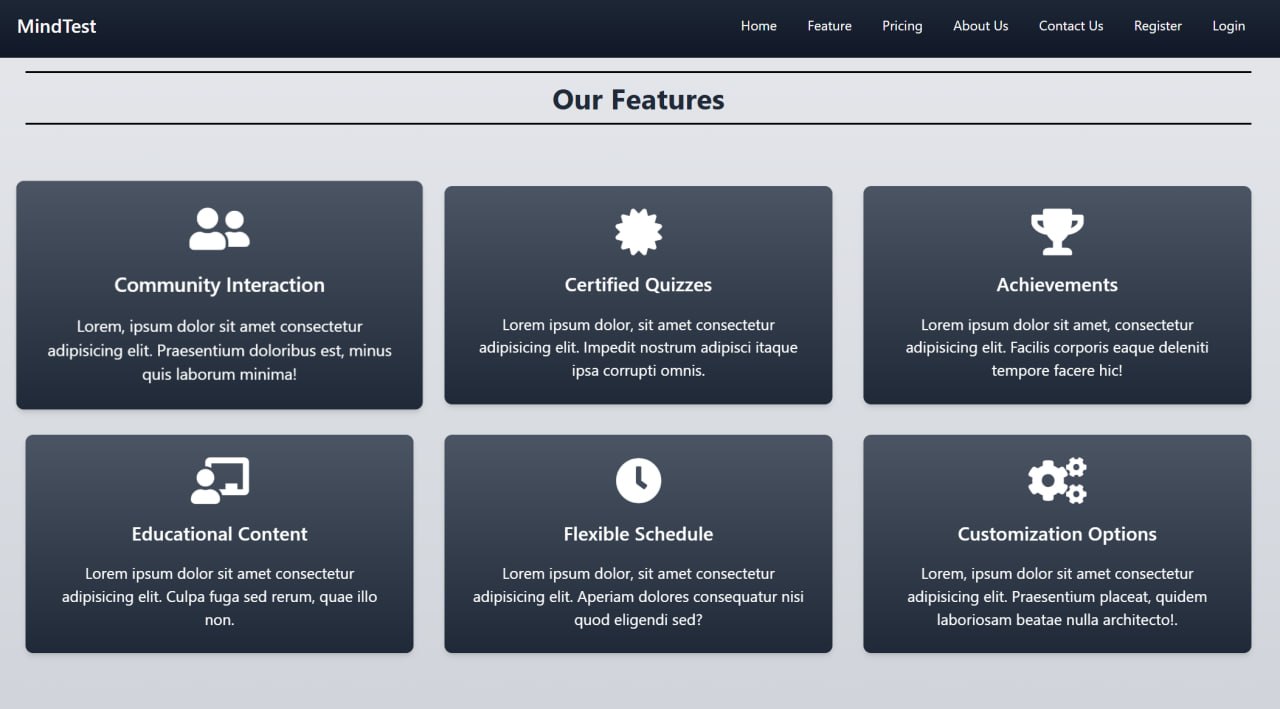 MindTest
Home Feature Pricing About Us Contact Us Register Login
Our Features
Community Interaction
Lorem, ipsum dolor sit amet consectetur
adipisicing elit. Praesentium doloribus est, minus
quis laborum minima!
Certified Quizzes
Lorem ipsum dolor, sit amet consectetur
adipisicing elit. Impedit nostrum adipisci itaque
ipsa corrupti omnis.
Achievements
Lorem ipsum dolor sit amet, consectetur
adipisicing elit. Facilis corporis eaque deleniti
tempore facere hic!
Educational Content
Lorem ipsum dolor sit amet consectetur
adipisicing elit. Culpa fuga sed rerum, quae illo
non.
Flexible Schedule
Lorem ipsum dolor, sit amet consectetur
adipisicing elit. Aperiam dolores consequatur nisi
quod eligendi sed?
Customization Options
Lorem, ipsum dolor sit amet consectetur
adipisicing elit. Praesentium placeat, quidem
laboriosam beatae nulla architecto!.